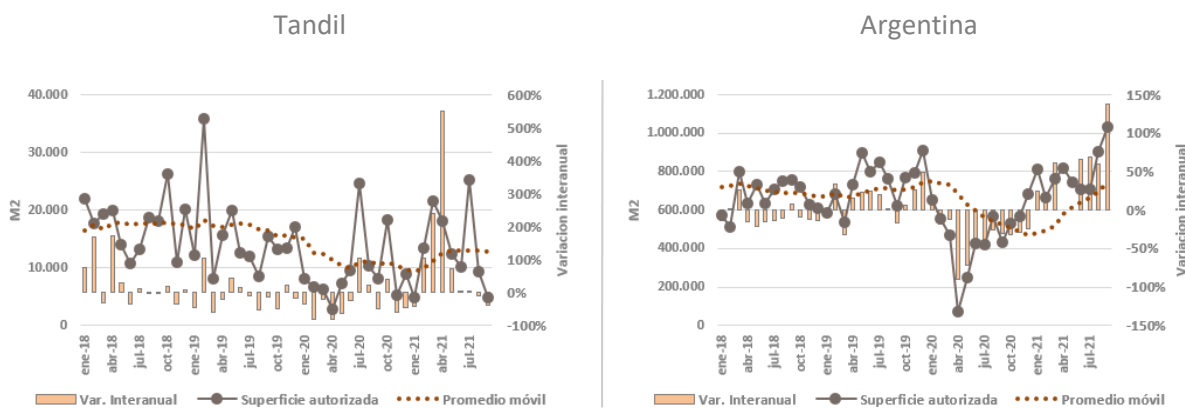 Tandil
40.000
30.000
20.000
10.000
0
M2
600%
500%
400%
300%
200%
100%
0%
-100%
Variacion interanual
ene-18
abr-18
jul-18
oct-18
ene-19
abr-19
jul-19
oct-19
ene-20
abr-20
jul-20
oct-20
ene-21
abr-21
jul-21
Var. Interanual
Superficie autorizada
Promedio móvil
Argentina
1.200.000
1.000.000
800.000
600.000
400.000
200.000
0
M2
150%
100%
50%
0%
-50%
-100%
-150%
Variacion interanual
ene-18
abr-18
jul-18
oct-18
ene-19
abr-19
jul-19
oct-19
ene-20
abr-20
jul-20
oct-20
ene-21
abr-21
jul-21
Var. Interanual
Superficie autorizada
Promedio móvil